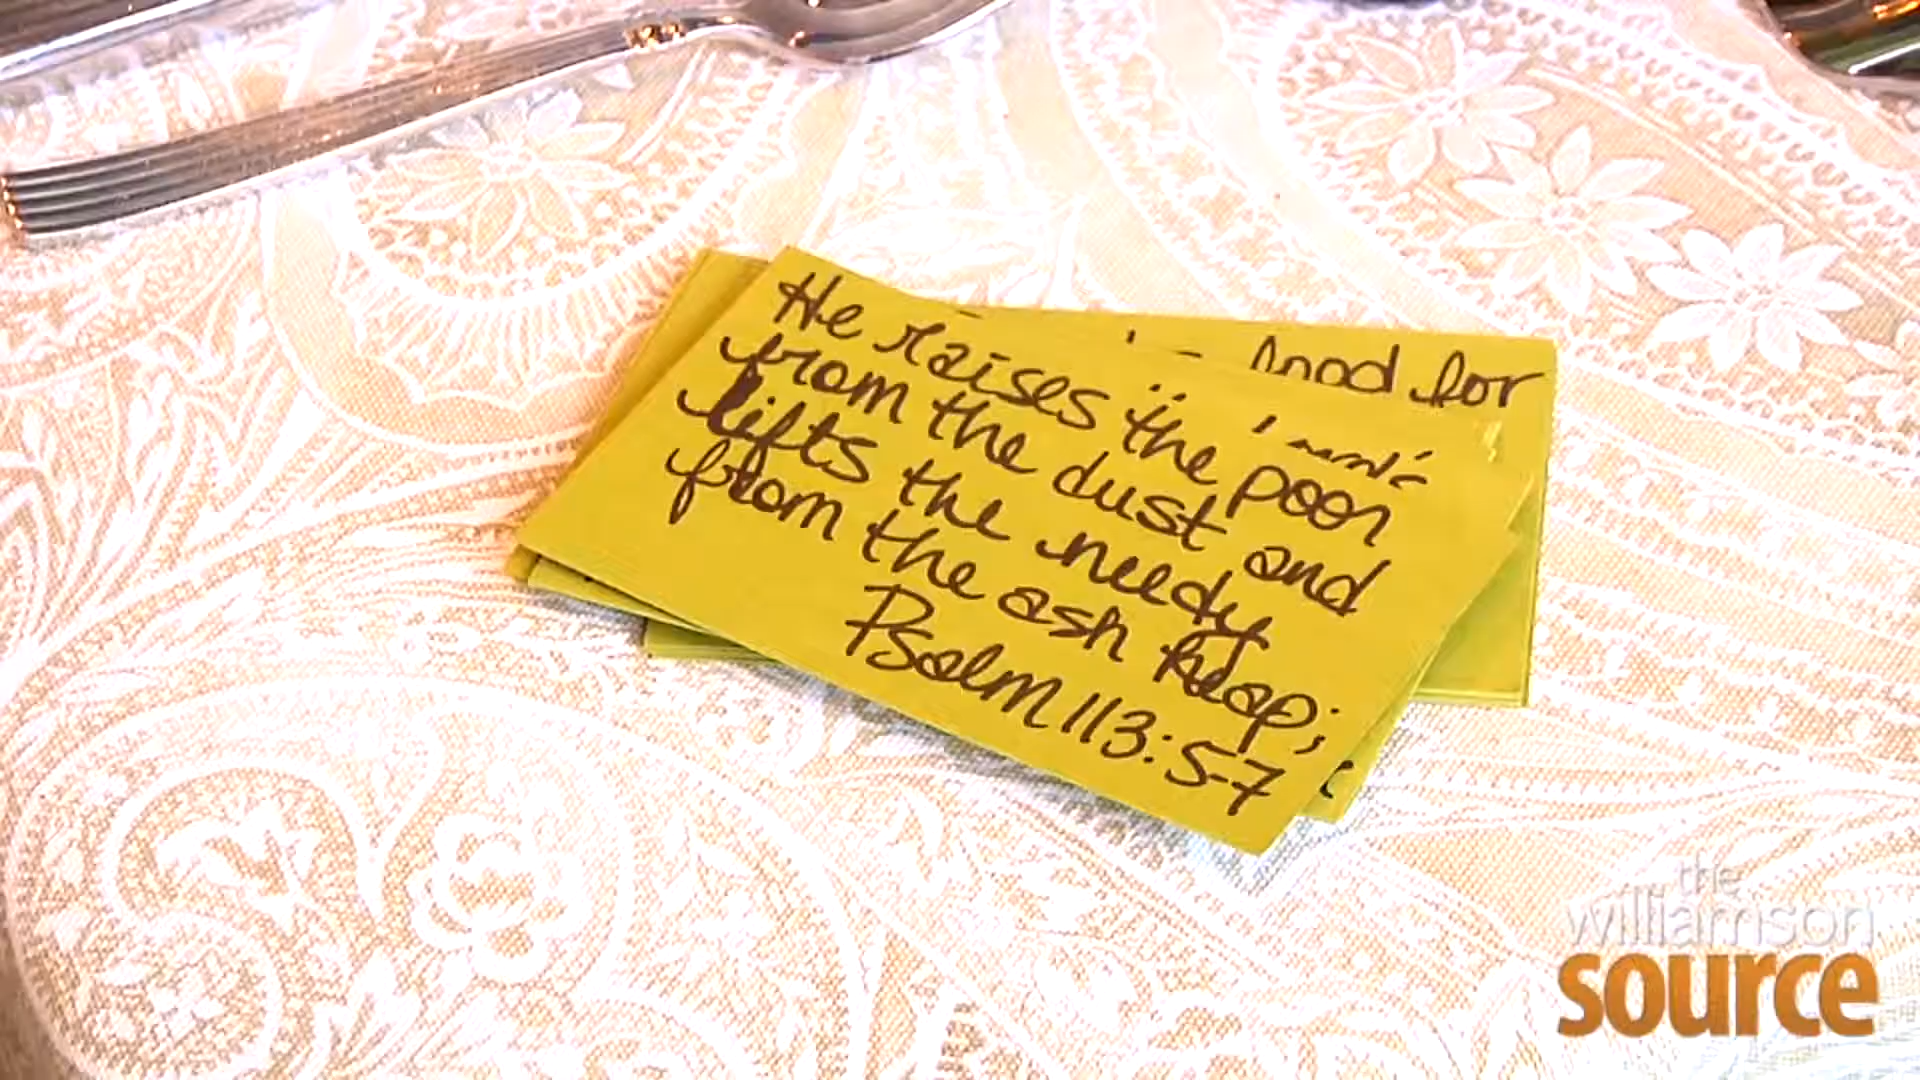 He raises the poor
from the dust and
lifts the needy
from the ash heap;
Psalm 113:5-7
for
the
williamson
source